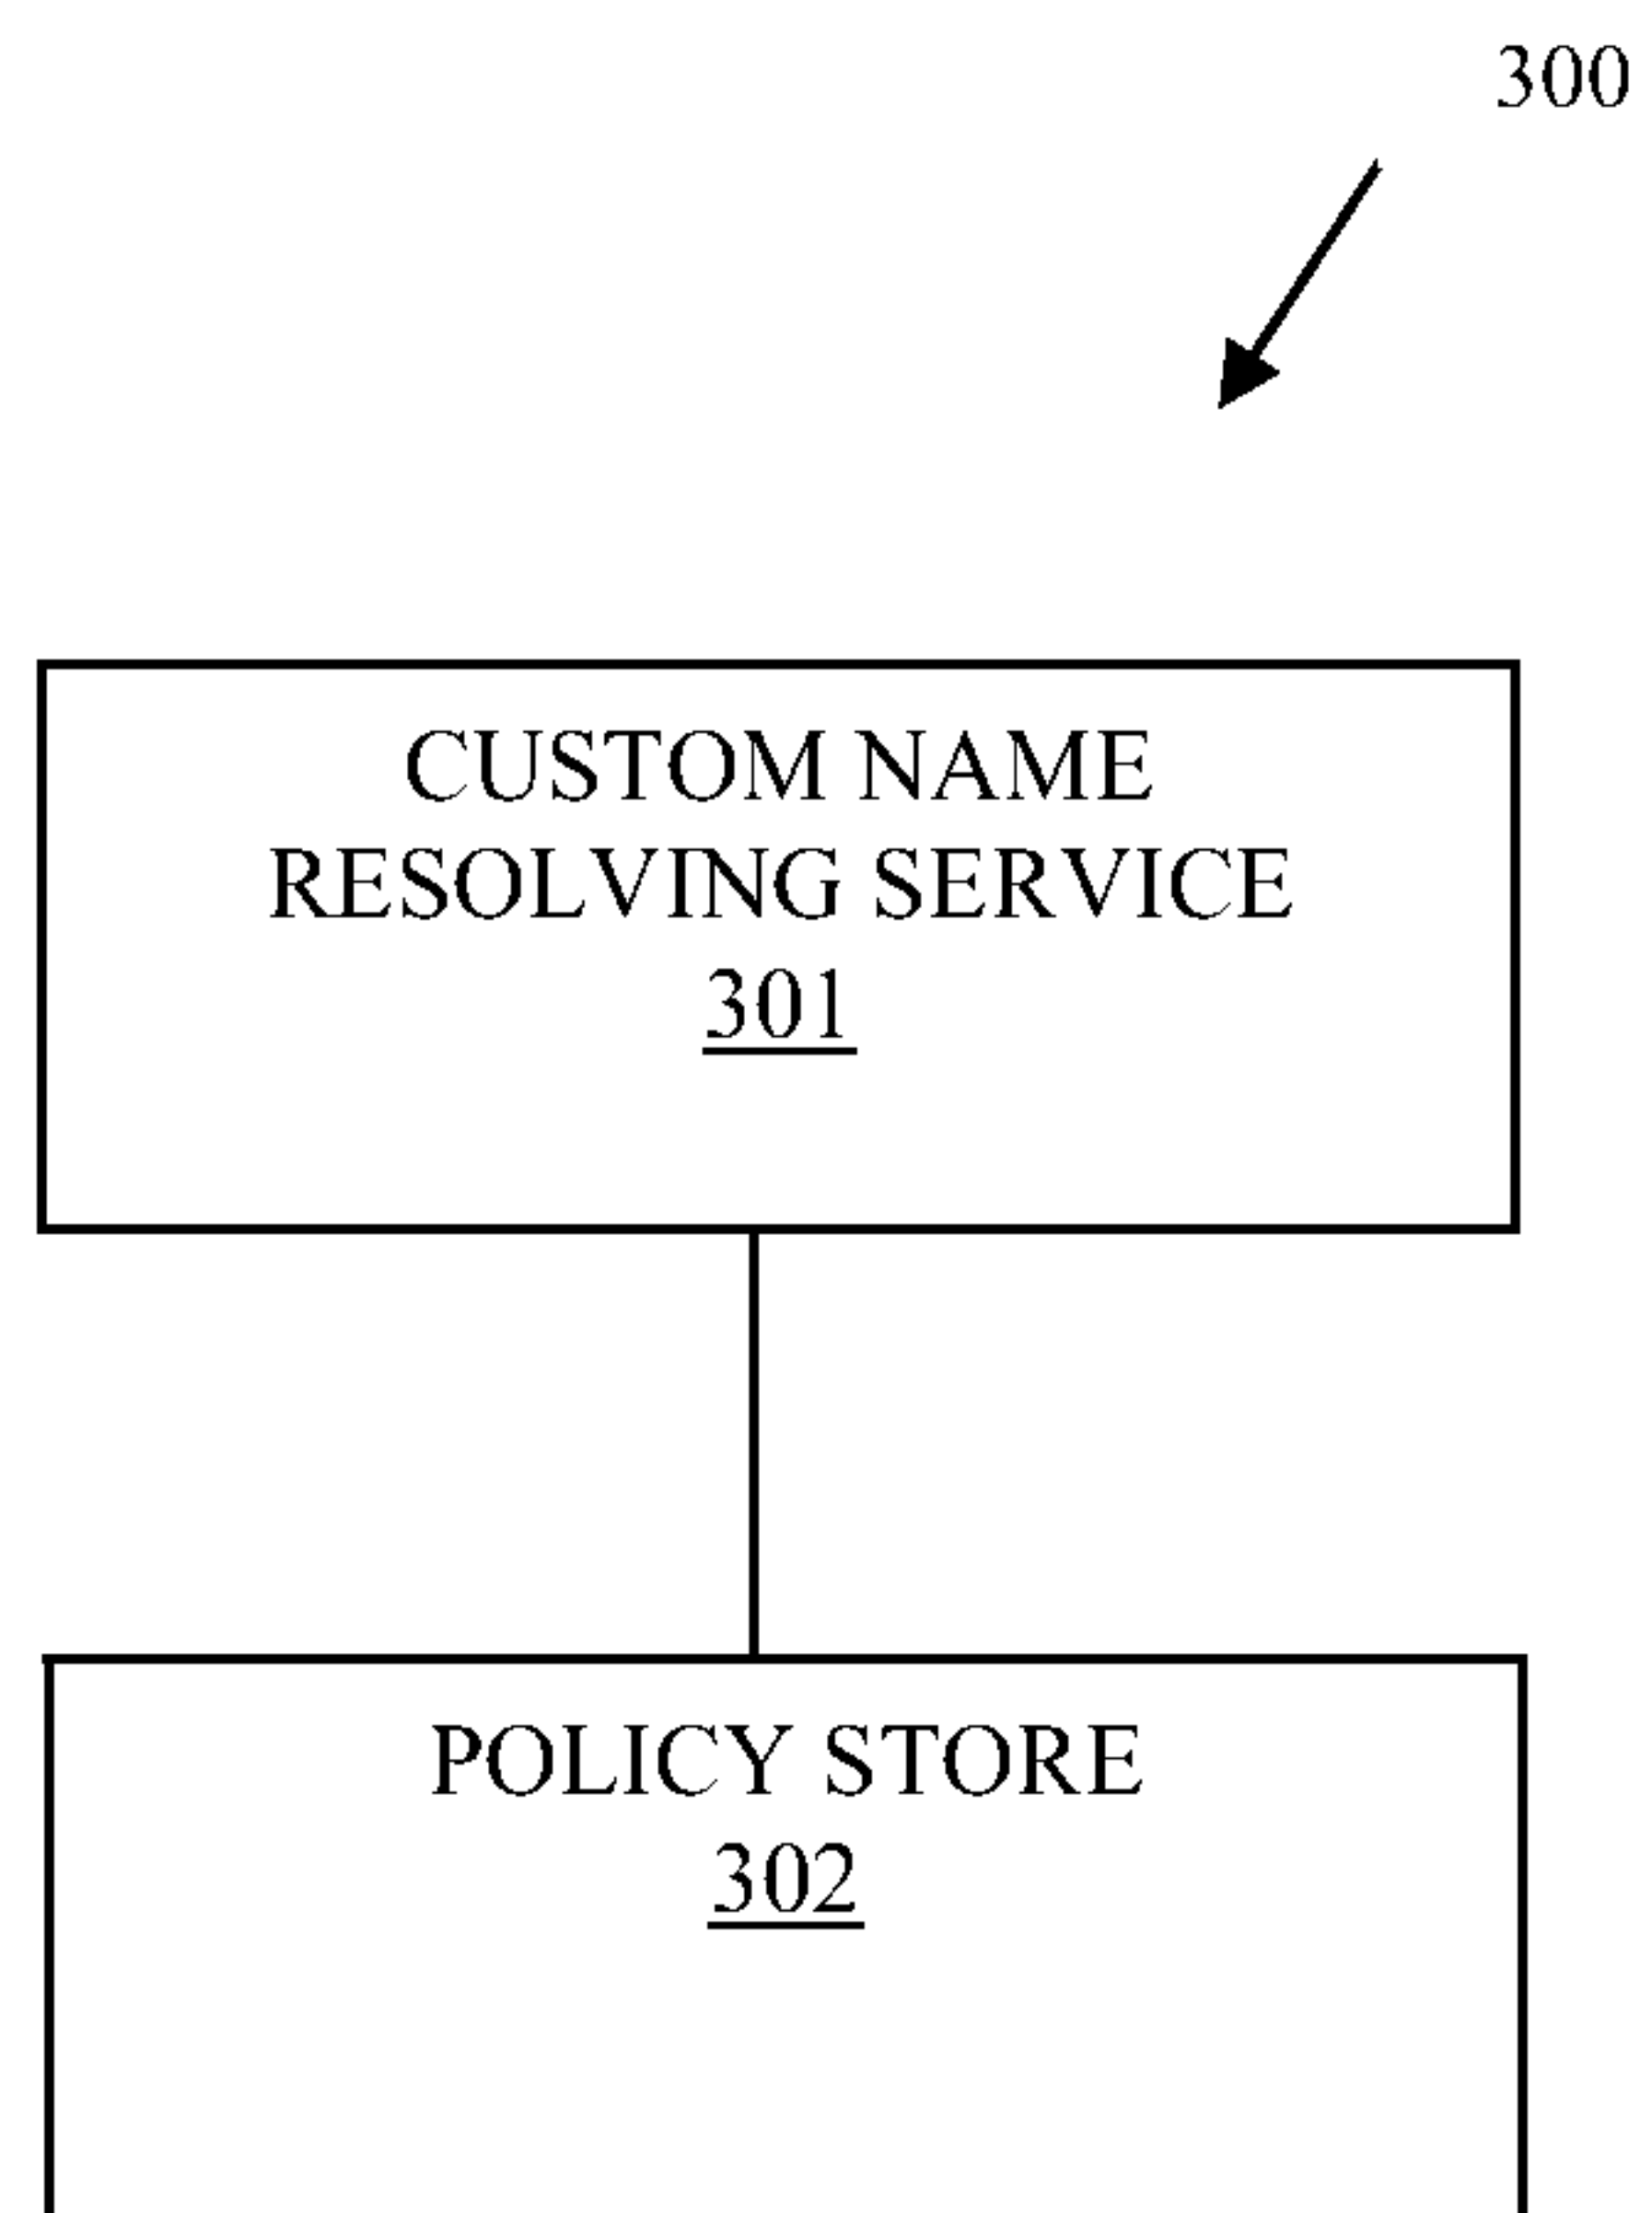 300
CUSTOM NAME
RESOLVING SERVICE
301
POLICY STORE
302